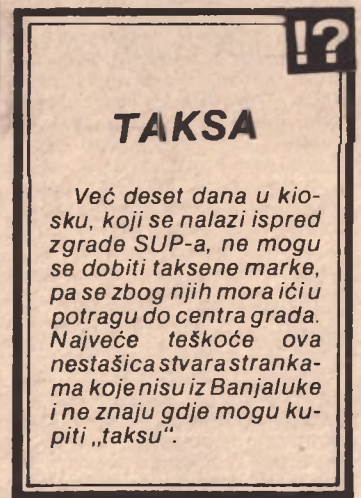 !?
TAKSA
Već deset dana u kio-
sku, koji se nalazi ispred
zgrade SUP-a, ne mogu
se dobiti taksene marke,
pa se zbog njih mora ići u
potragu do centra grada.
Najveće teškoće ova
nestašica stvara stranka-
ma koje nisu iz Banjaluke
i ne znaju gdje mogu ku-
piti „taksu“.